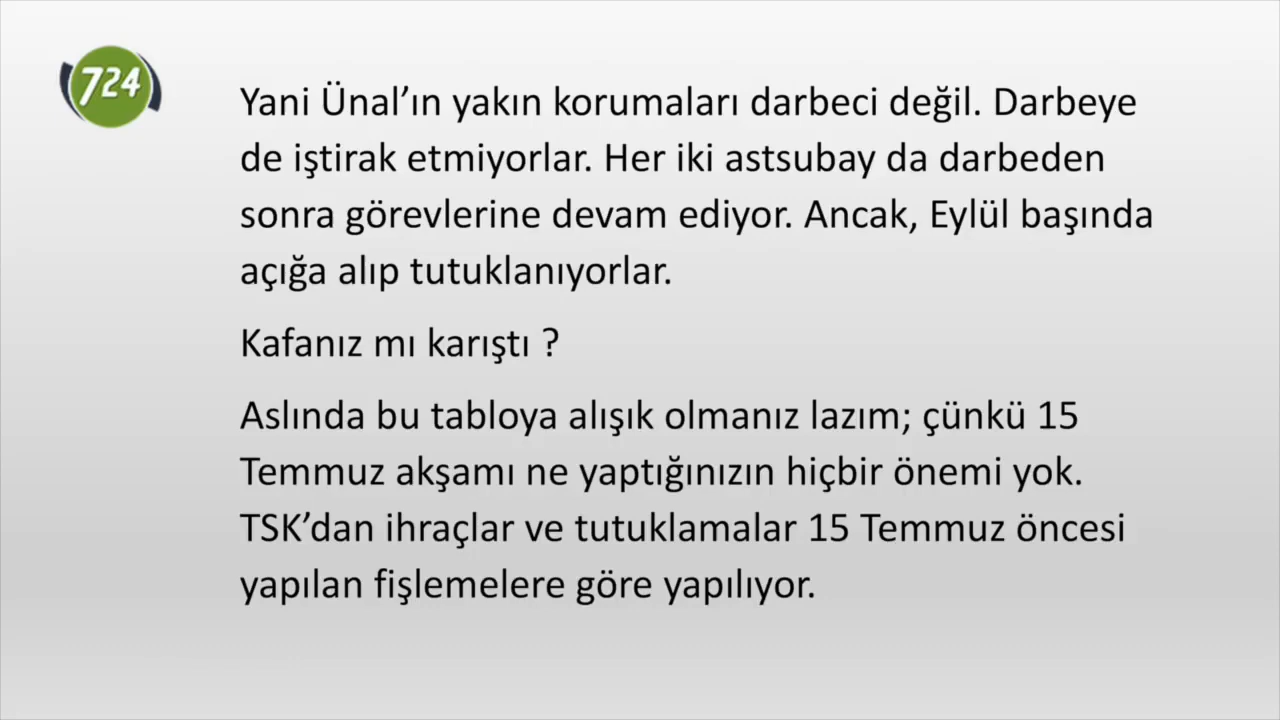 724
Yani Ünal’ın yakın korumaları darbeci değil. Darbeye
de iştirak etmiyorlar. Her iki astsubay da darbeden
sonra görevlerine devam ediyor. Ancak, Eylül başında
açığa alıp tutuklanıyorlar.
Kafanız mı karıştı ?
Aslında bu tabloya alışık olmanız lazım; çünkü 15
Temmuz akşamı ne yaptığınızın hiçbir önemi yok.
TSK’dan ihraçlar ve tutuklamalar 15 Temmuz öncesi
yapılan fişlemelere göre yapılıyor.